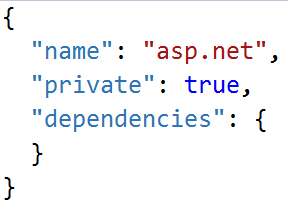 {
  "name": "asp.net",
  "private": true,
  "dependencies": {
  }
}